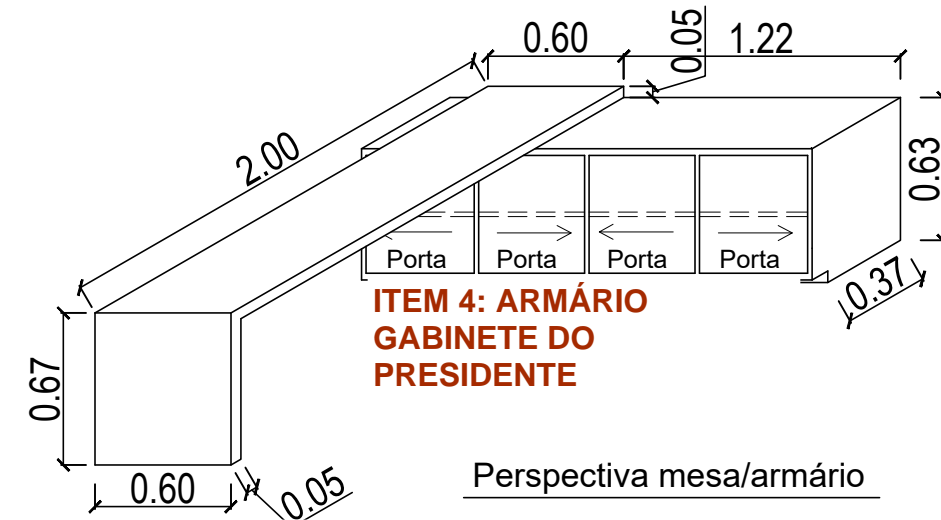 0.60
0.05
1.22
2.00
0.63
Porta
Porta
Porta
Porta
0.37
ITEM 4: ARMÁRIO
GABINETE DO
PRESIDENTE
0.67
0.60
0.05
Perspectiva mesa/armário